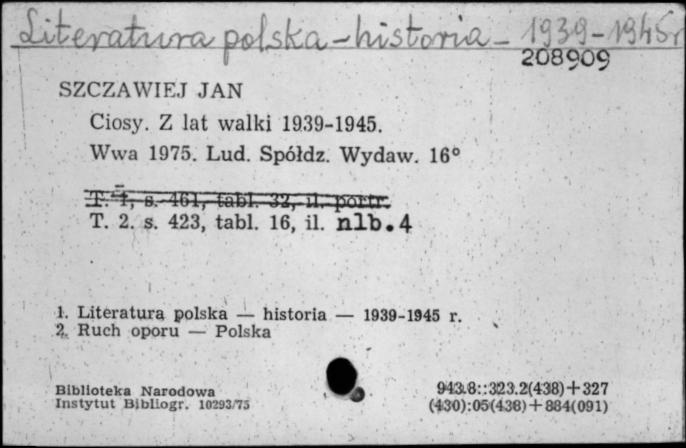 Literatura polska - historia - 1939-1945 r.
208909
SZCZAWIEJ JAN
Ciosy. Z lat walki 1939-1945.
Wwa 1975. Lud. Spółdz. Wydaw. 16°
T. 1, s. 461, tabl. 32, il. portr.
T. 2. s. 423, tabl. 16, il. nlb. 4
1. Literatura polska — historia — 1939-1945 r.
2. Ruch oporu — Polska
Biblioteka Narodowa
Instytut Bibliogr. 10293/75
943.8::323.2(438)+327
(430):05(438)+884(091)